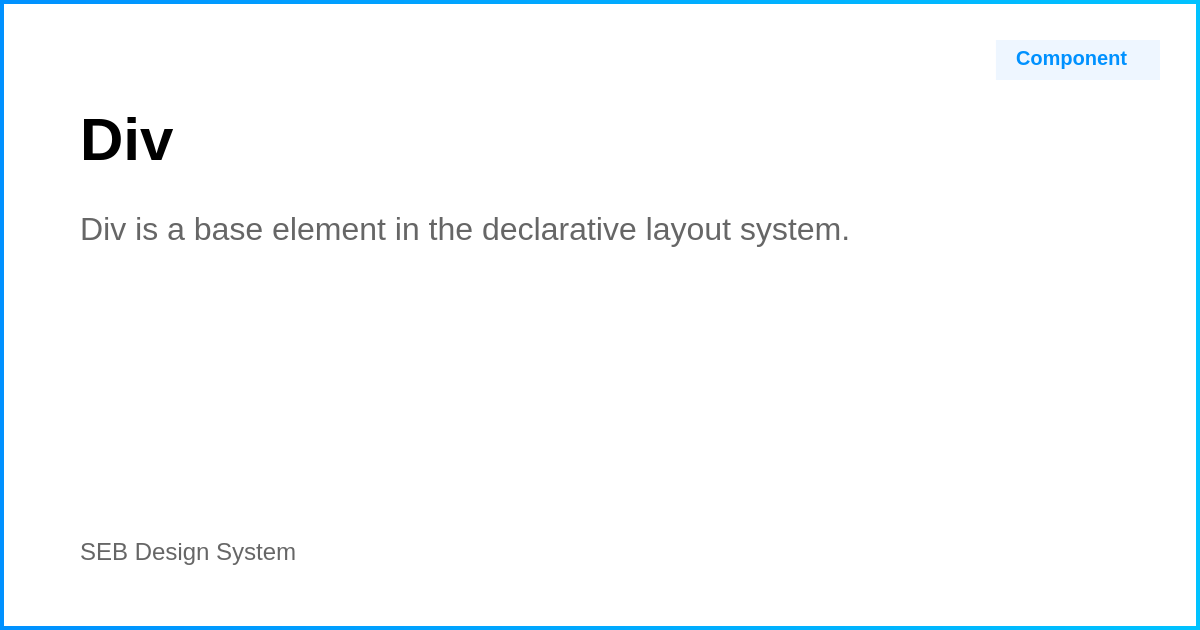 Component
Div
Div is a base element in the declarative layout system.
SEB Design System